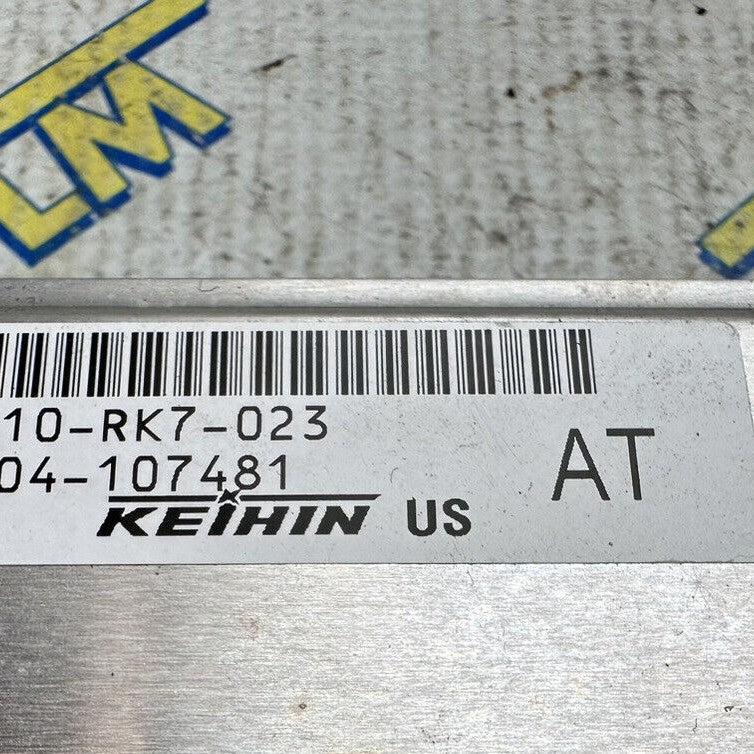 LM
10-RK7-023
04-107481
AT
KEIHIN US